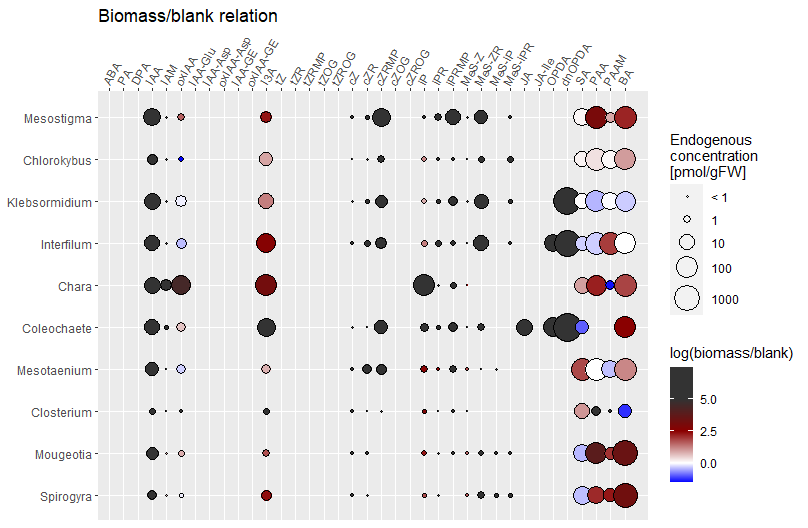 Biomass/blank relation
ABA
PA
DPA
IAA
IAM
oxIAA
IAA-Glu
IAA-Asp
oxIAA-Asp
IAA-GE
oxIAA-GE
I3A
tZ
tZR
tZRMP
tZOG
tZROG
cZ
cZR
cZRMP
cZOG
cZROG
iP
iPR
iPRMP
MeS-Z
MeS-ZR
MeS-iP
MeS-iPR
JA
JA-Ile
OPDA
dnOPDA
SA
PAA
PAAM
BA
Mesostigma
Chlorokybus
Klebsormidium
Interfilum
Chara
Coleochaete
Mesotaenium
Closterium
Mougeotia
Spirogyra
Endogenous
concentration
[pmol/gFW]
< 1
1
10
100
1000
log(biomass/blank)
5.0
2.5
0.0